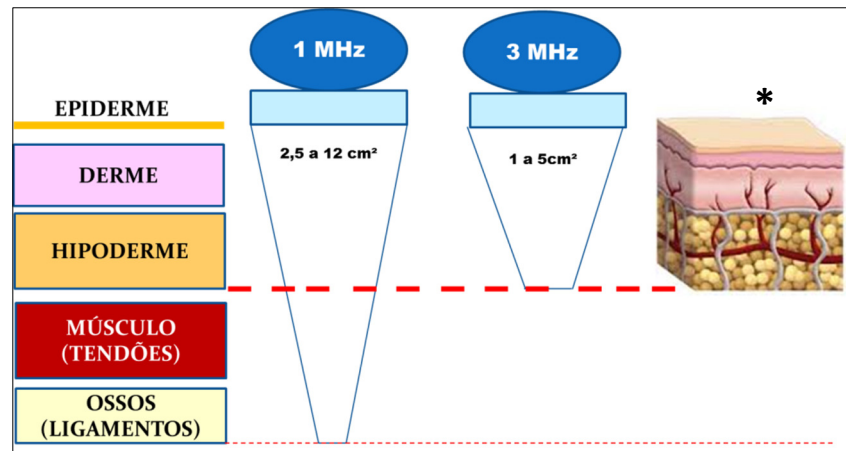 1 MHz
3 MHz
*
EPIDERME
2,5 a 12 cm²
1 a 5cm²
DERME
HIPODERME
MÚSCULO
(TENDÕES)
OSSOS
(LIGAMENTOS)